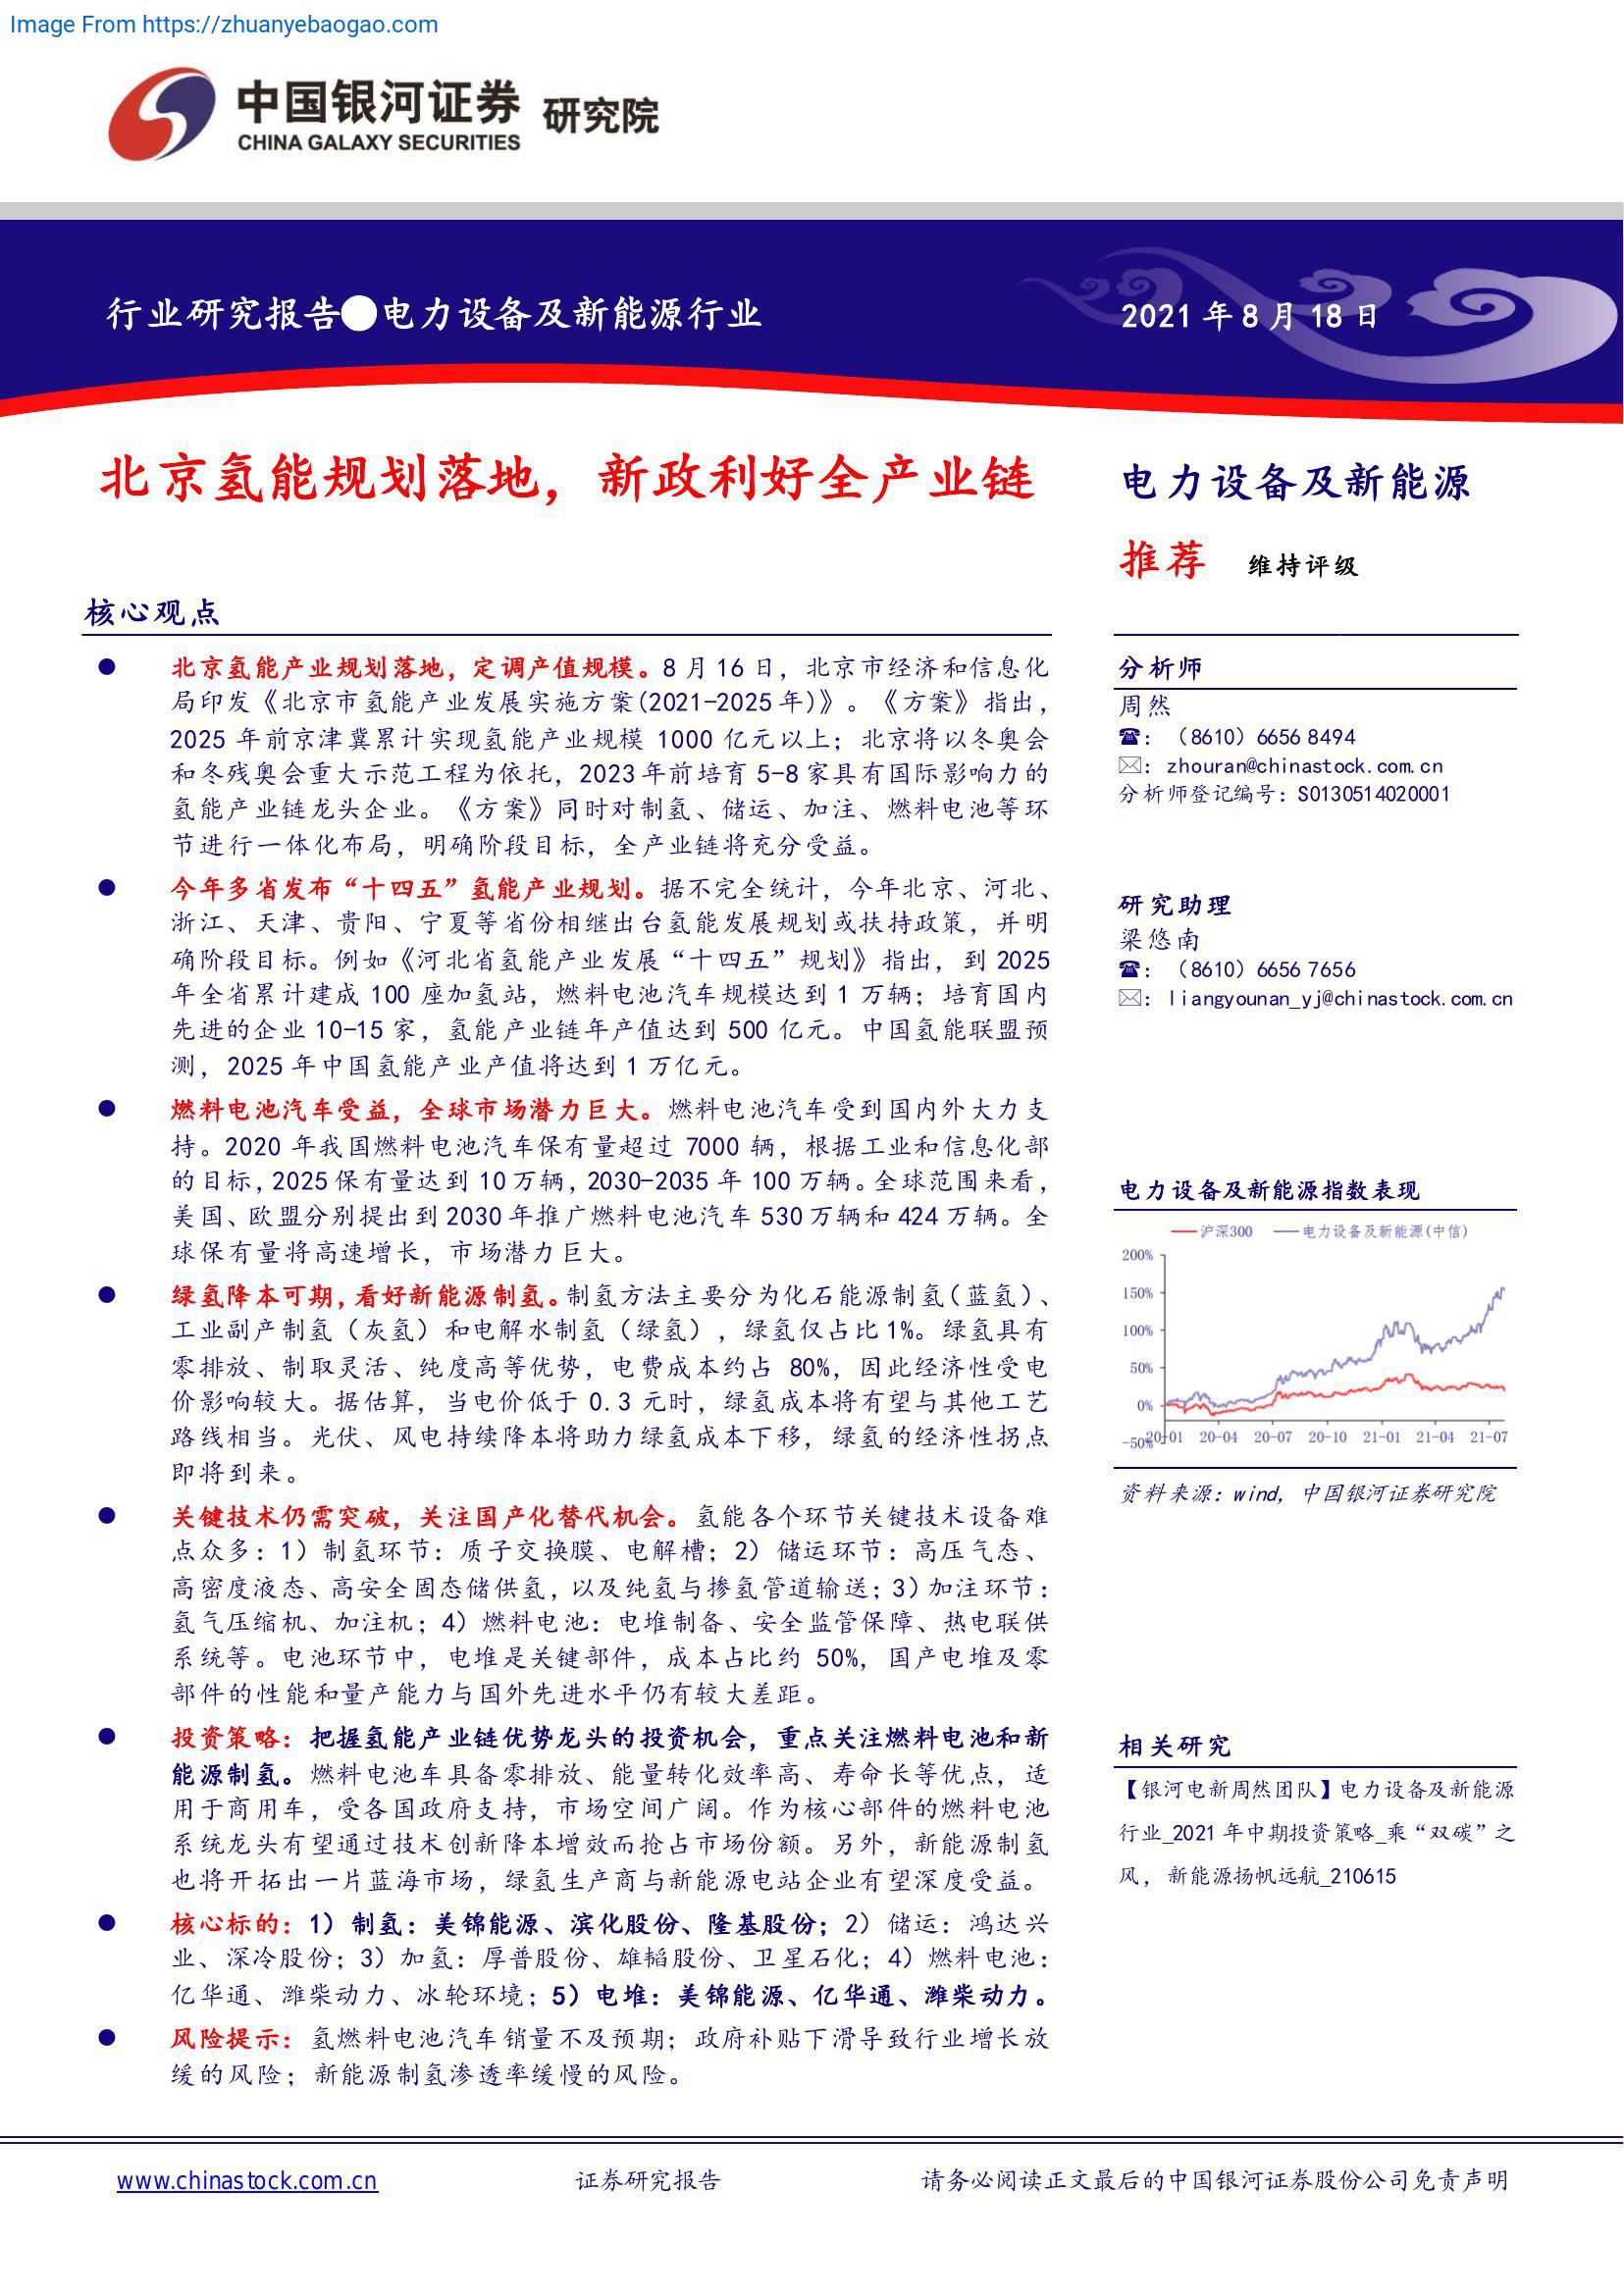 Image From https://zhuanyebaogao.com
中国银河证券 研究院
CHINA GALAXY SECURITIES
行业研究报告●电力设备及新能源行业
2021 年 8 月 18 日
北京氢能规划落地，新政利好全产业链
核心观点
● 北京氢能产业规划落地，定调产值规模。8 月 16 日，北京市经济和信息化
局印发《北京市氢能产业发展实施方案(2021-2025 年)》。《方案》指出，
2025 年前京津冀累计实现氢能产业规模 1000 亿元以上；北京将以冬奥会
和冬残奥会重大示范工程为依托，2023 年前培育 5-8 家具有国际影响力的
氢能产业链龙头企业。《方案》同时对制氢、储运、加注、燃料电池等环
节进行一体化布局，明确阶段目标，全产业链将充分受益。
● 今年多省发布“十四五”氢能产业规划。据不完全统计，今年北京、河北、
浙江、天津、贵阳、宁夏等省份相继出台氢能发展规划或扶持政策，并明
确阶段目标。例如《河北省氢能产业发展“十四五”规划》指出，到 2025
年全省累计建成 100 座加氢站，燃料电池汽车规模达到 1 万辆；培育国内
先进的企业 10-15 家，氢能产业链年产值达到 500 亿元。中国氢能联盟预
测，2025 年中国氢能产业产值将达到 1 万亿元。
● 燃料电池汽车受益，全球市场潜力巨大。燃料电池汽车受到国内外大力支
持。2020 年我国燃料电池汽车保有量超过 7000 辆，根据工业和信息化部
的目标，2025 保有量达到 10 万辆，2030-2035 年 100 万辆。全球范围来看，
美国、欧盟分别提出到 2030 年推广燃料电池汽车 530 万辆和 424 万辆。全
球保有量将高速增长，市场潜力巨大。
● 绿氢降本可期，看好新能源制氢。制氢方法主要分为化石能源制氢（蓝氢）、
工业副产制氢（灰氢）和电解水制氢（绿氢），绿氢仅占比 1%。绿氢具有
零排放、制取灵活、纯度高等优势，电费成本约占 80%，因此经济性受电
价影响较大。据估算，当电价低于 0.3 元时，绿氢成本将有望与其他工艺
路线相当。光伏、风电持续降本将助力绿氢成本下移，绿氢的经济性拐点
即将到来。
● 关键技术仍需突破，关注国产化替代机会。氢能各个环节关键技术设备难
点众多：1）制氢环节：质子交换膜、电解槽；2）储运环节：高压气态、
高密度液态、高安全固态储供氢，以及纯氢与掺氢管道输送；3）加注环节：
氢气压缩机、加注机；4）燃料电池：电堆制备、安全监管保障、热电联供
系统等。电池环节中，电堆是关键部件，成本占比约 50%，国产电堆及零
部件的性能和量产能力与国外先进水平仍有较大差距。
● 投资策略：把握氢能产业链优势龙头的投资机会，重点关注燃料电池和新
能源制氢。燃料电池车具备零排放、能量转化效率高、寿命长等优点，适
用于商用车，受各国政府支持，市场空间广阔。作为核心部件的燃料电池
系统龙头有望通过技术创新降本增效而抢占市场份额。另外，新能源制氢
也将开拓出一片蓝海市场，绿氢生产商与新能源电站企业有望深度受益。
● 核心标的：1）制氢：美锦能源、滨化股份、隆基股份；2）储运：鸿达兴
业、深冷股份；3）加氢：厚普股份、雄韬股份、卫星石化；4）燃料电池：
亿华通、潍柴动力、冰轮环境；5）电堆：美锦能源、亿华通、潍柴动力。
● 风险提示：氢燃料电池汽车销量不及预期；政府补贴下滑导致行业增长放
缓的风险；新能源制氢渗透率缓慢的风险。
电力设备及新能源
推荐 维持评级
分析师
周然
☎：（8610）6656 8494
✉：zhouran@chinastock.com.cn
分析师登记编号：S0130514020001
研究助理
梁悠南
☎：（8610）6656 7656
✉：liangyounan_yj@chinastock.com.cn
电力设备及新能源指数表现
沪深300 电力设备及新能源(中信)
200%
150%
100%
50%
0%
-50%
20-01 20-04 20-07 20-10 21-01 21-04 21-07
资料来源：wind, 中国银河证券研究院
相关研究
【银河电新周然团队】电力设备及新能源
行业_2021 年中期投资策略_乘“双碳”之
风，新能源扬帆远航_210615
www.chinastock.com.cn 证券研究报告 请务必阅读正文最后的中国银河证券股份公司免责声明